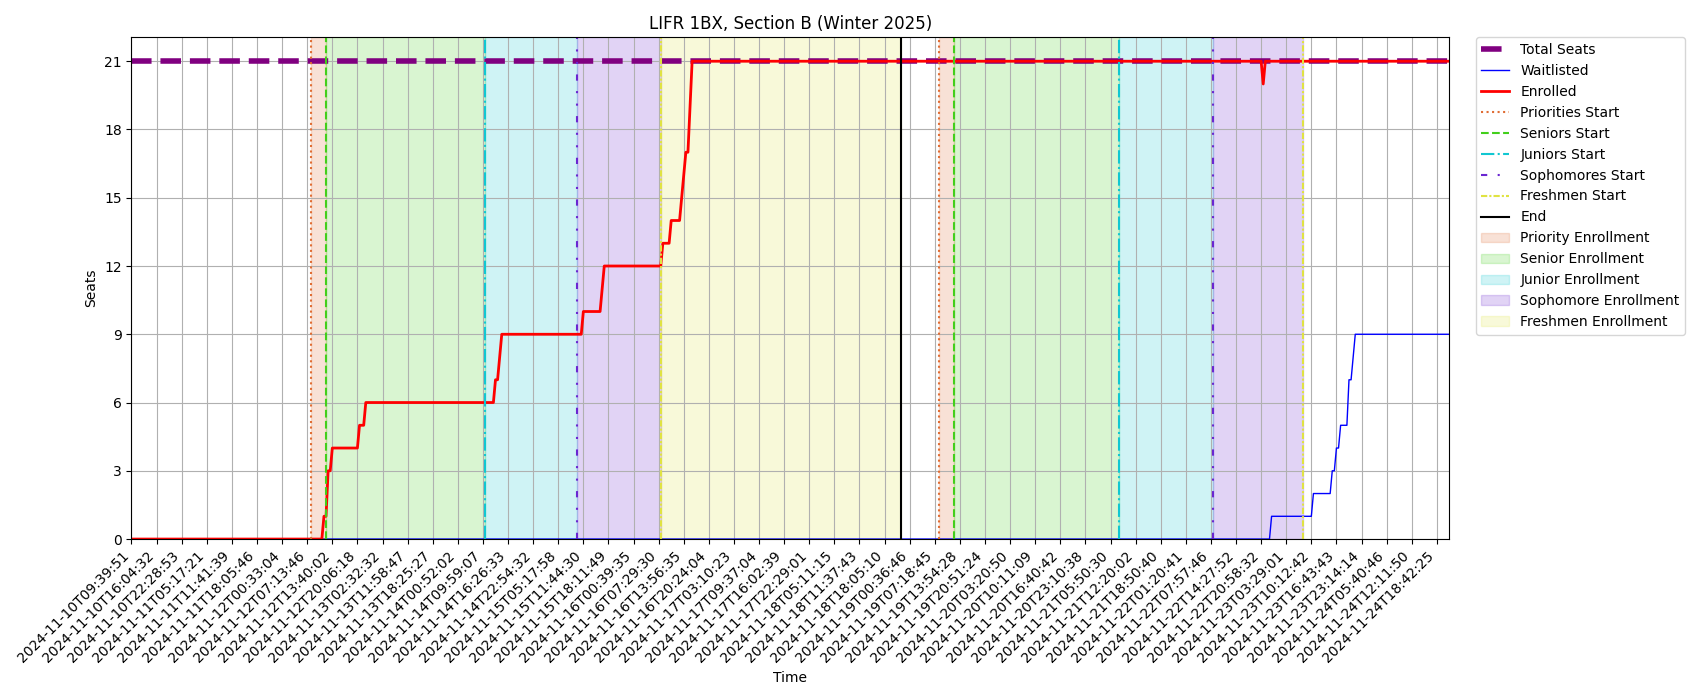 LIFR 1BX, Section B (Winter 2025)
Seats
21
18
15
12
9
6
3
0
2024-11-10T09:39:51
2024-11-10T16:04:32
2024-11-10T22:28:53
2024-11-11T05:17:21
2024-11-11T11:41:39
2024-11-11T18:05:46
2024-11-12T00:33:04
2024-11-12T07:13:46
2024-11-12T13:40:02
2024-11-12T20:06:18
2024-11-13T02:32:32
2024-11-13T11:58:47
2024-11-13T18:25:27
2024-11-14T00:52:02
2024-11-14T09:59:07
2024-11-14T16:26:33
2024-11-14T22:54:32
2024-11-15T05:17:58
2024-11-15T11:44:30
2024-11-15T18:11:49
2024-11-16T00:39:35
2024-11-16T07:29:30
2024-11-16T13:56:35
2024-11-16T20:24:04
2024-11-17T03:10:23
2024-11-17T09:37:04
2024-11-17T16:02:39
2024-11-17T22:29:01
2024-11-18T05:11:15
2024-11-18T11:37:43
2024-11-18T18:05:10
2024-11-19T00:36:46
2024-11-19T07:18:45
2024-11-19T13:54:28
2024-11-19T20:51:24
2024-11-20T03:20:50
2024-11-20T10:11:09
2024-11-20T16:40:42
2024-11-20T23:10:38
2024-11-21T05:50:30
2024-11-21T12:20:02
2024-11-21T18:50:40
2024-11-22T01:20:41
2024-11-22T07:57:46
2024-11-22T14:27:52
2024-11-22T20:58:32
2024-11-23T03:29:01
2024-11-23T10:12:42
2024-11-23T16:43:43
2024-11-23T23:14:14
2024-11-24T05:40:46
2024-11-24T12:11:50
2024-11-24T18:42:25
Time
Total Seats
Waitlisted
Enrolled
Priorities Start
Seniors Start
Juniors Start
Sophomores Start
Freshmen Start
End
Priority Enrollment
Senior Enrollment
Junior Enrollment
Sophomore Enrollment
Freshmen Enrollment